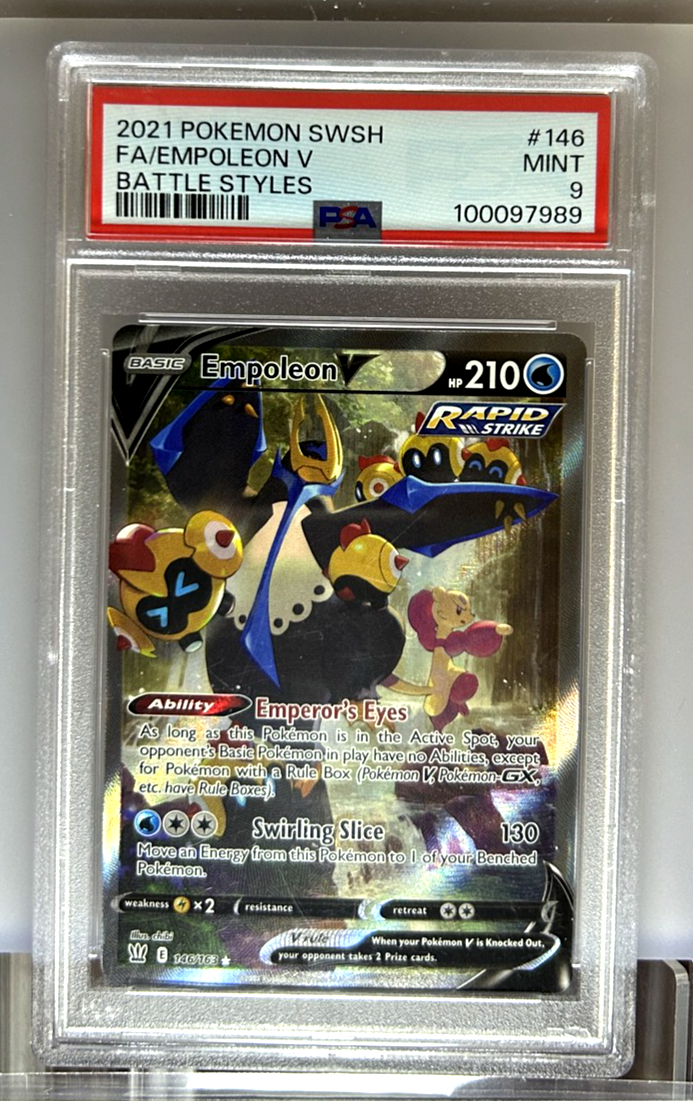 2021 POKEMON SWSH #146
FA/EMPOLEON V MINT
BATTLE STYLES 9
PSA 100097989
BASIC Empoleon V HP 210
RAPID STRIKE
Ability Emperor's Eyes
As long as this Pokémon is in the Active Spot, your
opponent's Basic Pokémon in play have no Abilities, except
for Pokémon with a Rule Box (Pokémon V, Pokémon-GX,
etc. have Rule Boxes).
Swirling Slice 130
Move an Energy from this Pokémon to 1 of your Benched
Pokémon.
weakness ×2 resistance retreat
Illus. chibi
V rule When your Pokémon V is Knocked Out,
E 146/163 your opponent takes 2 Prize cards.